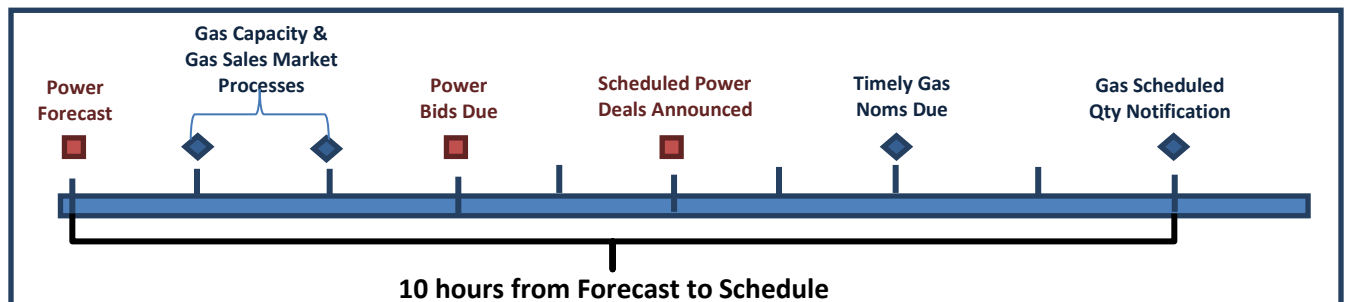 Power
Forecast
Gas Capacity &
Gas Sales Market
Processes
Power
Bids Due
Scheduled Power
Deals Announced
Timely Gas
Noms Due
Gas Scheduled
Qty Notification
10 hours from Forecast to Schedule